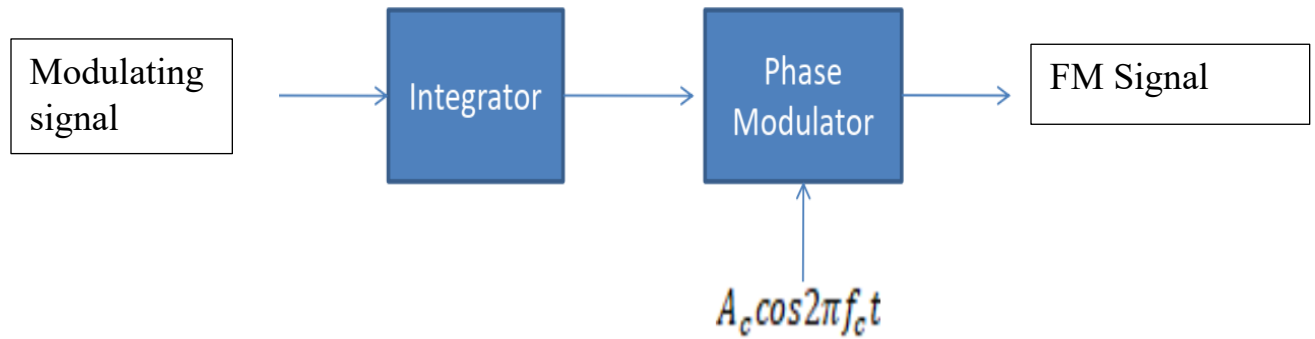 Modulating
signal
Integrator
Phase
Modulator
FM Signal
A_c cos2πf_c t